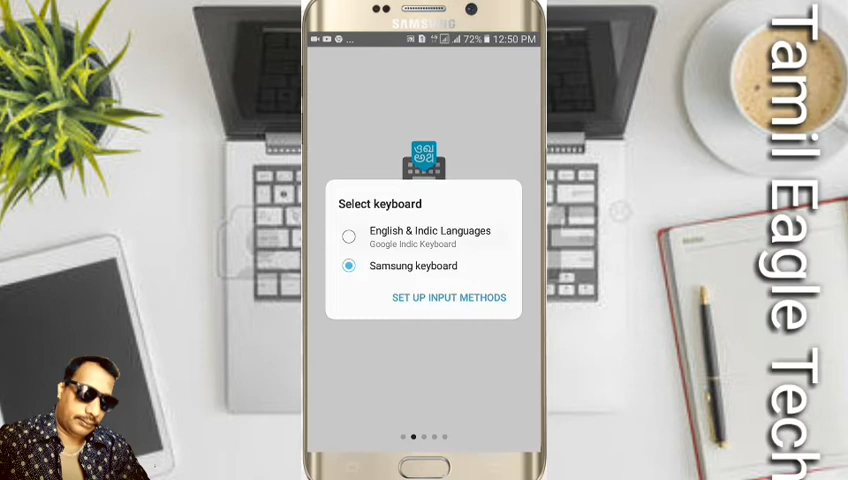 SAMSUNG
... 72% 12:50 PM
Select keyboard
English & Indic Languages
Google Indic Keyboard
Samsung keyboard
SET UP INPUT METHODS
Tamil Eagle Tech